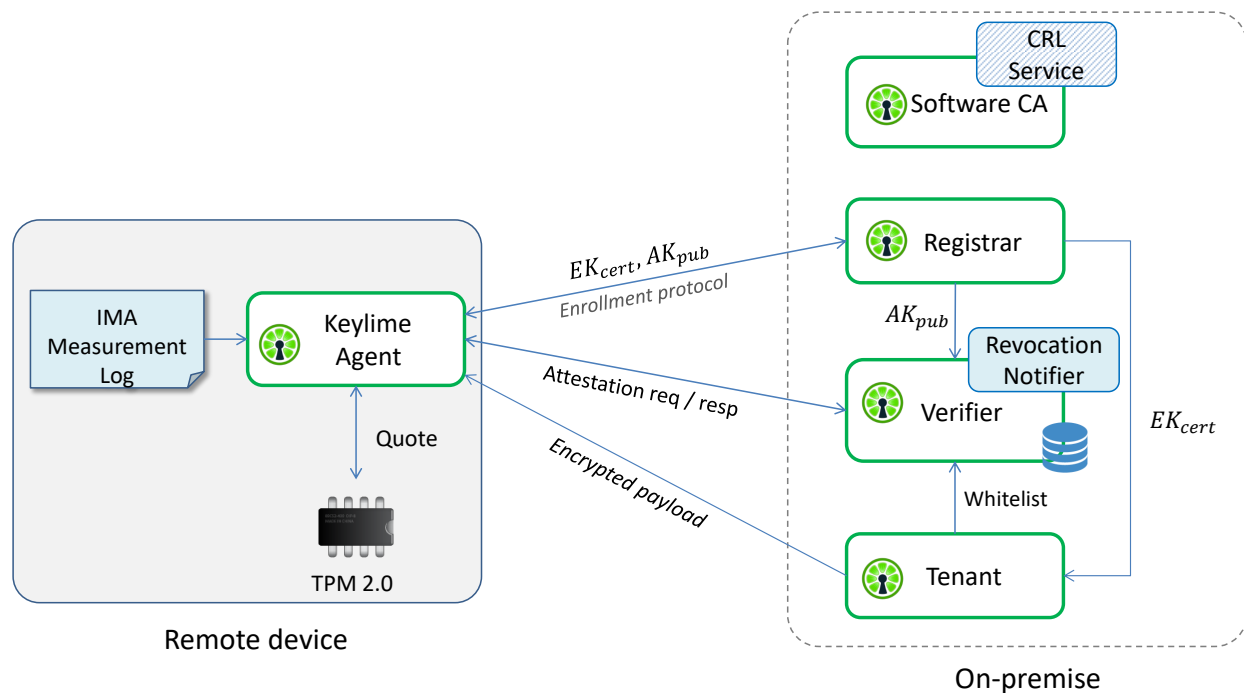 CRL
Service
Software CA
Registrar
EK_cert, AK_pub
Enrollment protocol
IMA
Measurement
Log
Keylime
Agent
AK_pub
Revocation
Notifier
Attestation req / resp
Verifier
EK_cert
Quote
Encrypted payload
Whitelist
TPM 2.0
Tenant
Remote device
On-premise